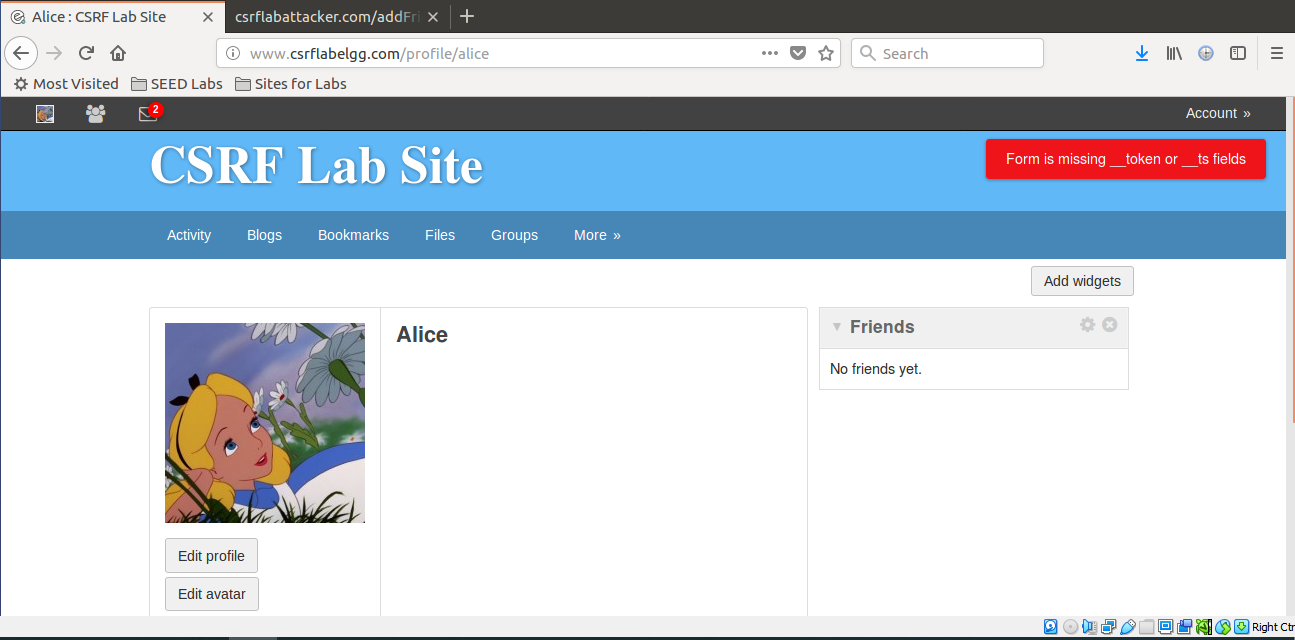 Alice : CSRF Lab Site
csrflabattacker.com/addFr
www.csrflabelgg.com/profile/alice
Search
Most Visited
SEED Labs
Sites for Labs
2
Account »
CSRF Lab Site
Form is missing __token or __ts fields
Activity
Blogs
Bookmarks
Files
Groups
More »
Add widgets
Alice
Friends
No friends yet.
Edit profile
Edit avatar
Right Ctr